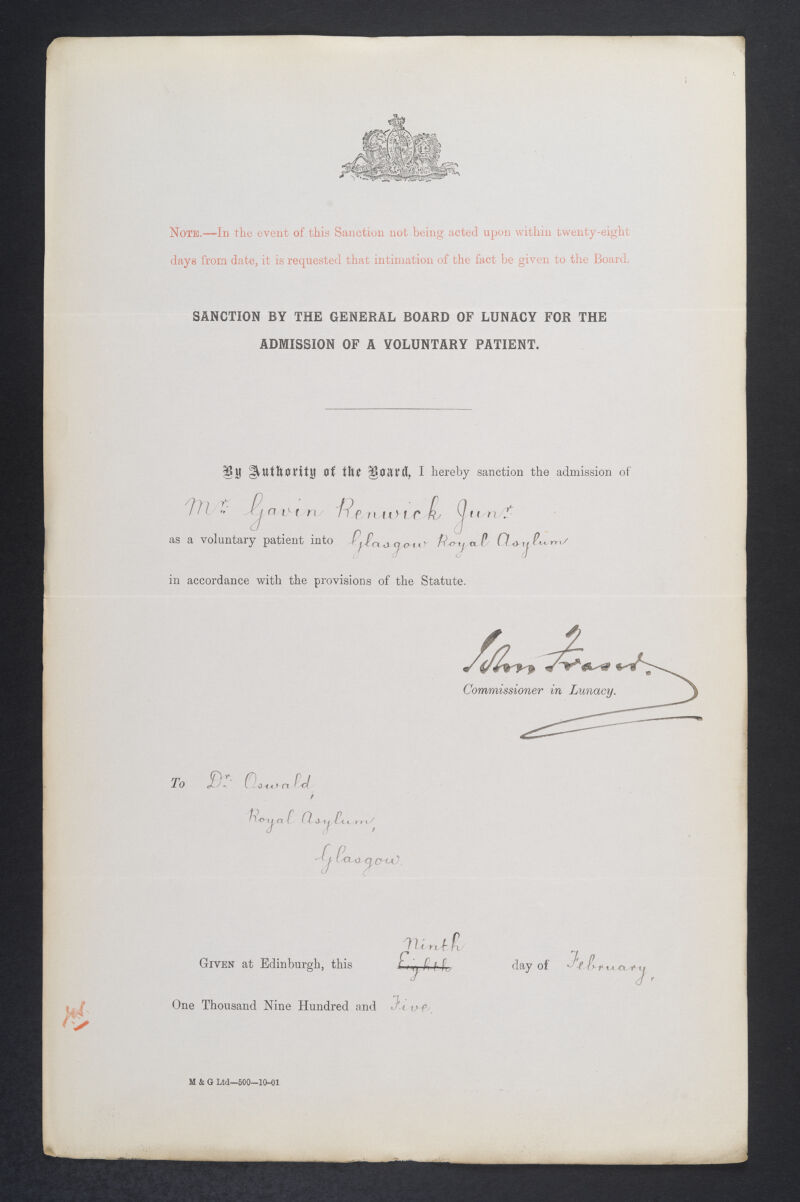 NOTE.—In the event of this Sanction not being acted upon within twenty-eight
days from date, it is requested that intimation of the fact be given to the Board.
SANCTION BY THE GENERAL BOARD OF LUNACY FOR THE
ADMISSION OF A VOLUNTARY PATIENT.
By Authority of the Board, I hereby sanction the admission of
Mr. Gavin Renwick Junr.
as a voluntary patient into Glasgow Royal Asylum
in accordance with the provisions of the Statute.
John Fraser.
Commissioner in Lunacy.
To Dr. Oswald,
Royal Asylum,
Glasgow.
Ninth
GIVEN at Edinburgh, this Eighth day of February,
One Thousand Nine Hundred and Five.
M & G Ltd—500—10-01